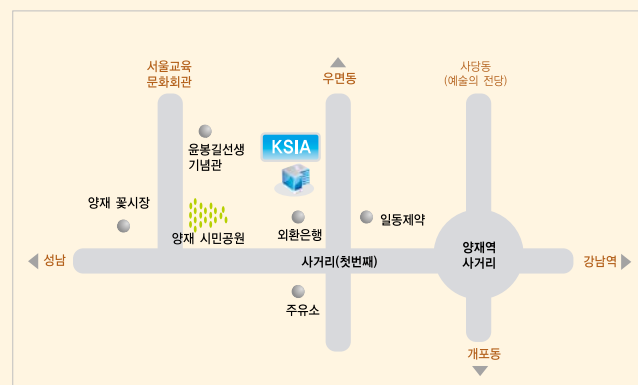 서울교육
문화회관
우면동
사당동
(예술의 전당)
윤봉길선생
기념관
KSIA
양재 꽃시장
양재 시민공원
외환은행
일동제약
양재역
사거리
성남
사거리(첫번째)
강남역
주유소
개포동